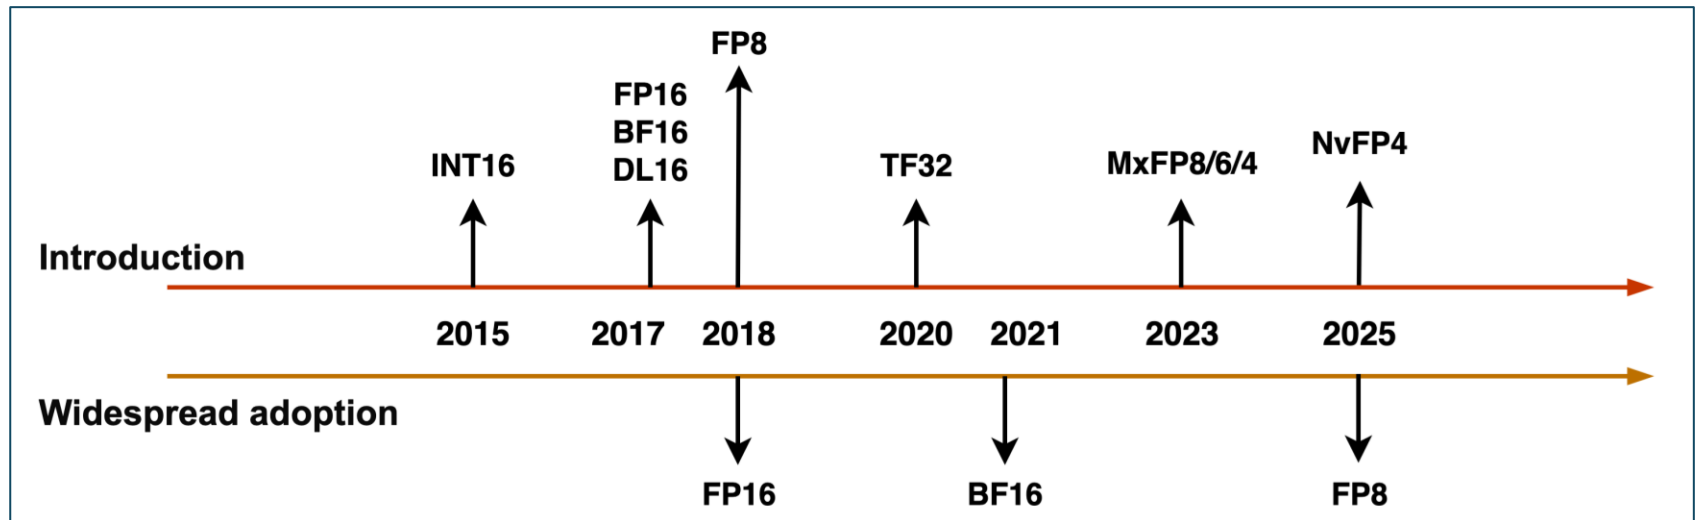 FP8
FP16
BF16
DL16
INT16
TF32
MxFP8/6/4
NvFP4
Introduction
2015 2017 2018 2020 2021 2023 2025
Widespread adoption
FP16 BF16 FP8